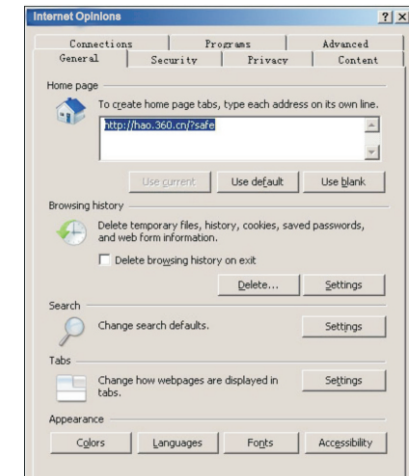 Internet Opinions
? X
Connections Programs Advanced
General Security Privacy Content
Home page
To create home page tabs, type each address on its own line.
http://hao.360.cn/?safe
Use current Use default Use blank
Browsing history
Delete temporary files, history, cookies, saved passwords,
and web form information.
Delete browsing history on exit
Delete... Settings
Search
Change search defaults. Settings
Tabs
Change how webpages are displayed in Settings
tabs.
Appearance
Colors Languages Fonts Accessibility